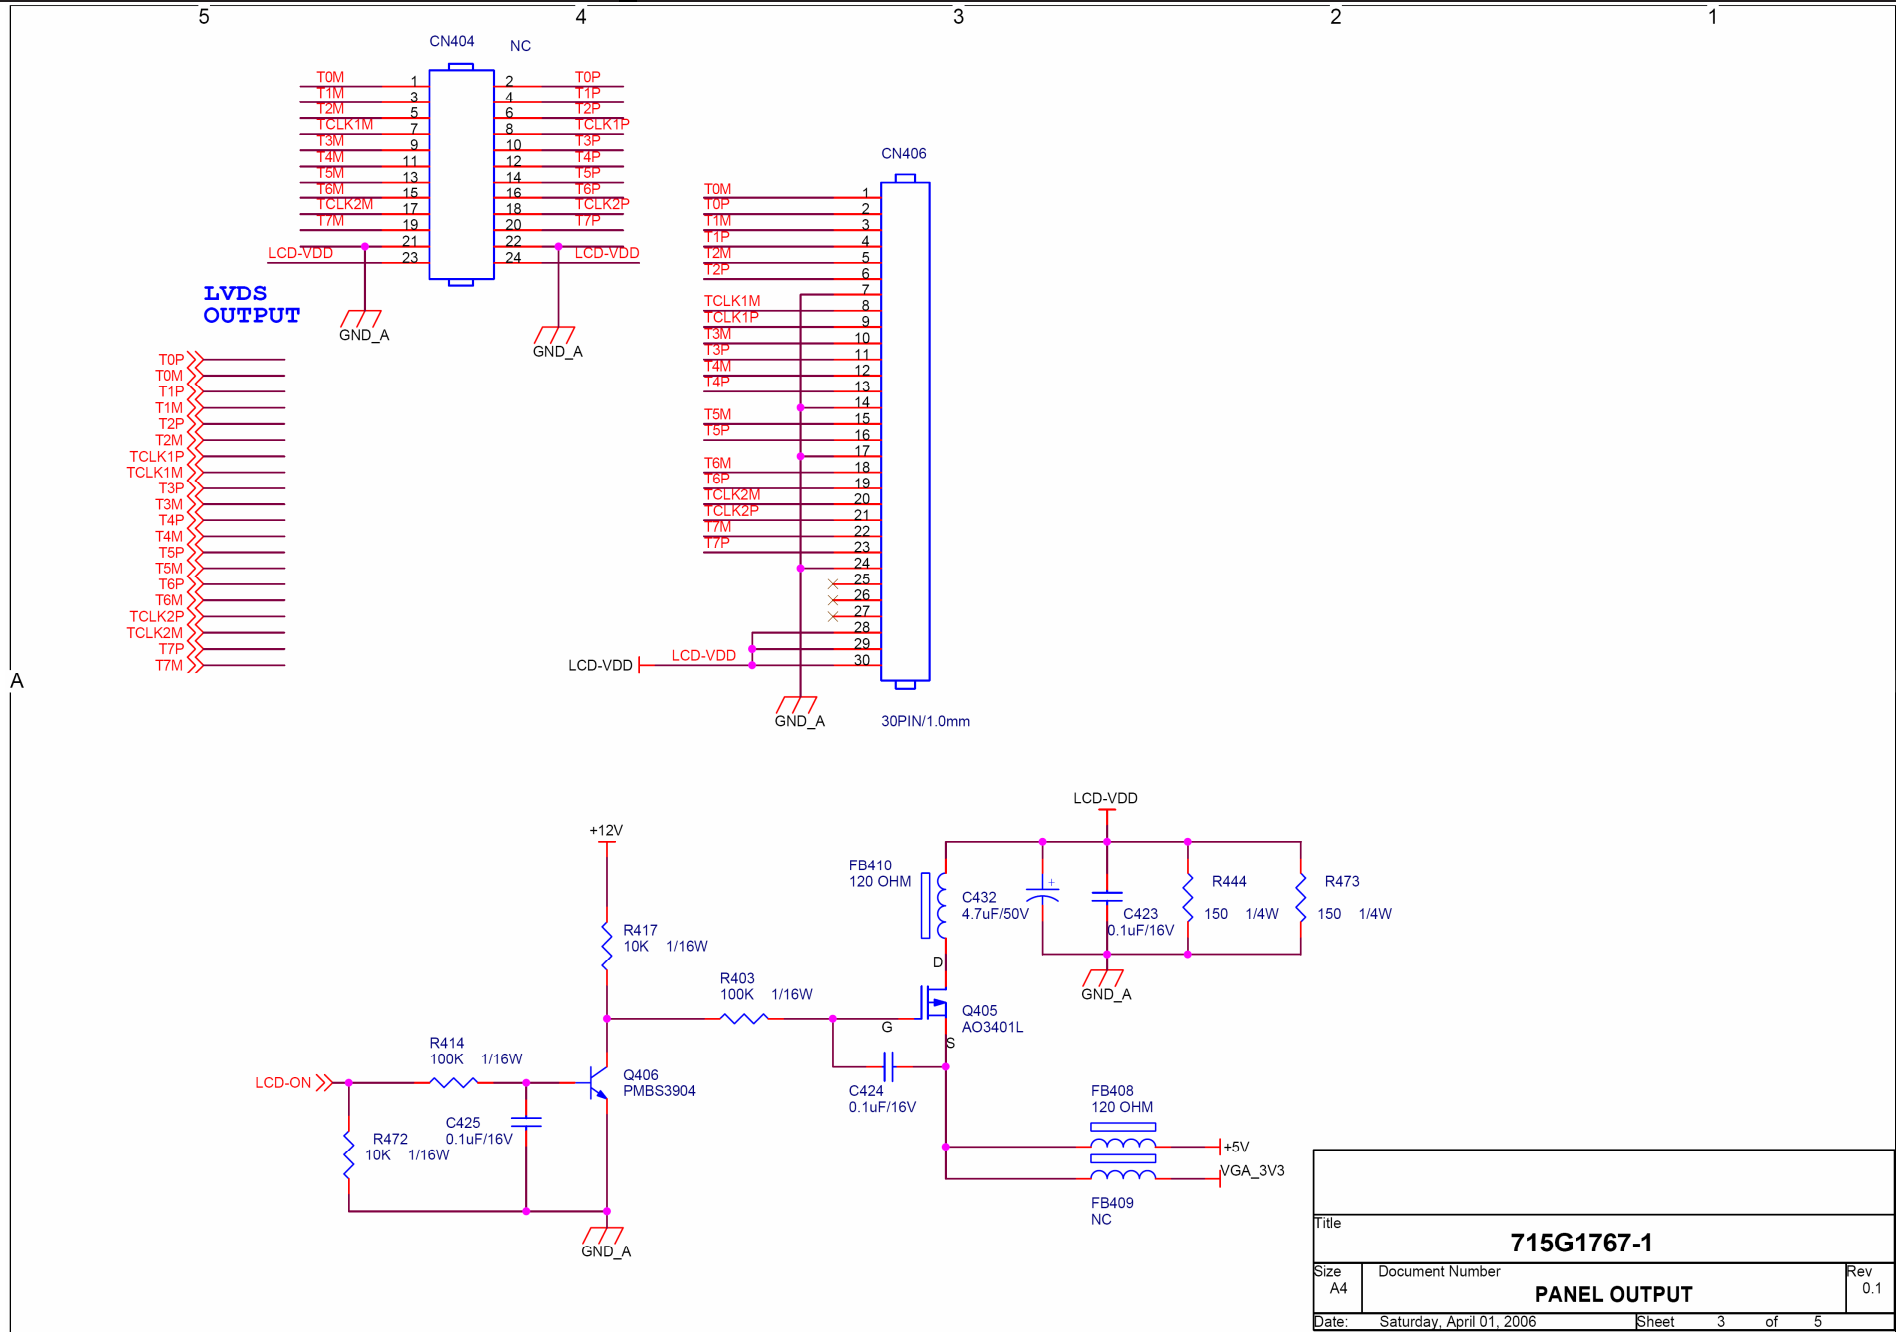 5 4 3 2 1
CN404 NC
T0M 1 2 T0P
T1M 3 4 T1P
T2M 5 6 T2P
TCLK1M 7 8 TCLK1P
T3M 9 10 T3P
T4M 11 12 T4P
T5M 13 14 T5P
T6M 15 16 T6P
TCLK2M 17 18 TCLK2P
T7M 19 20 T7P
21 22
LCD-VDD 23 24 LCD-VDD
GND_A
GND_A
LVDS
OUTPUT
T0P
T0M
T1P
T1M
T2P
T2M
TCLK1P
TCLK1M
T3P
T3M
T4P
T4M
T5P
T5M
T6P
T6M
TCLK2P
TCLK2M
T7P
T7M
A
CN406
T0M 1
T0P 2
T1M 3
T1P 4
T2M 5
T2P 6
7
TCLK1M 8
TCLK1P 9
T3M 10
T3P 11
T4M 12
T4P 13
14
T5M 15
T5P 16
17
T6M 18
T6P 19
TCLK2M 20
TCLK2P 21
T7M 22
T7P 23
24
25
26
27
28
29
LCD-VDD LCD-VDD 30
GND_A
30PIN/1.0mm
+12V
R417
10K 1/16W
R403
100K 1/16W
R414
100K 1/16W
LCD-ON
R472
10K 1/16W
C425
0.1uF/16V
Q406
PMBS3904
GND_A
LCD-VDD
FB410
120 OHM
C432
4.7uF/50V
+
C423
0.1uF/16V
R444
150 1/4W
R473
150 1/4W
GND_A
D
G
S
Q405
AO3401L
C424
0.1uF/16V
FB408
120 OHM
+5V
VGA_3V3
FB409
NC
Title
715G1767-1
Size Document Number Rev
A4 PANEL OUTPUT 0.1
Date: Saturday, April 01, 2006 Sheet 3 of 5